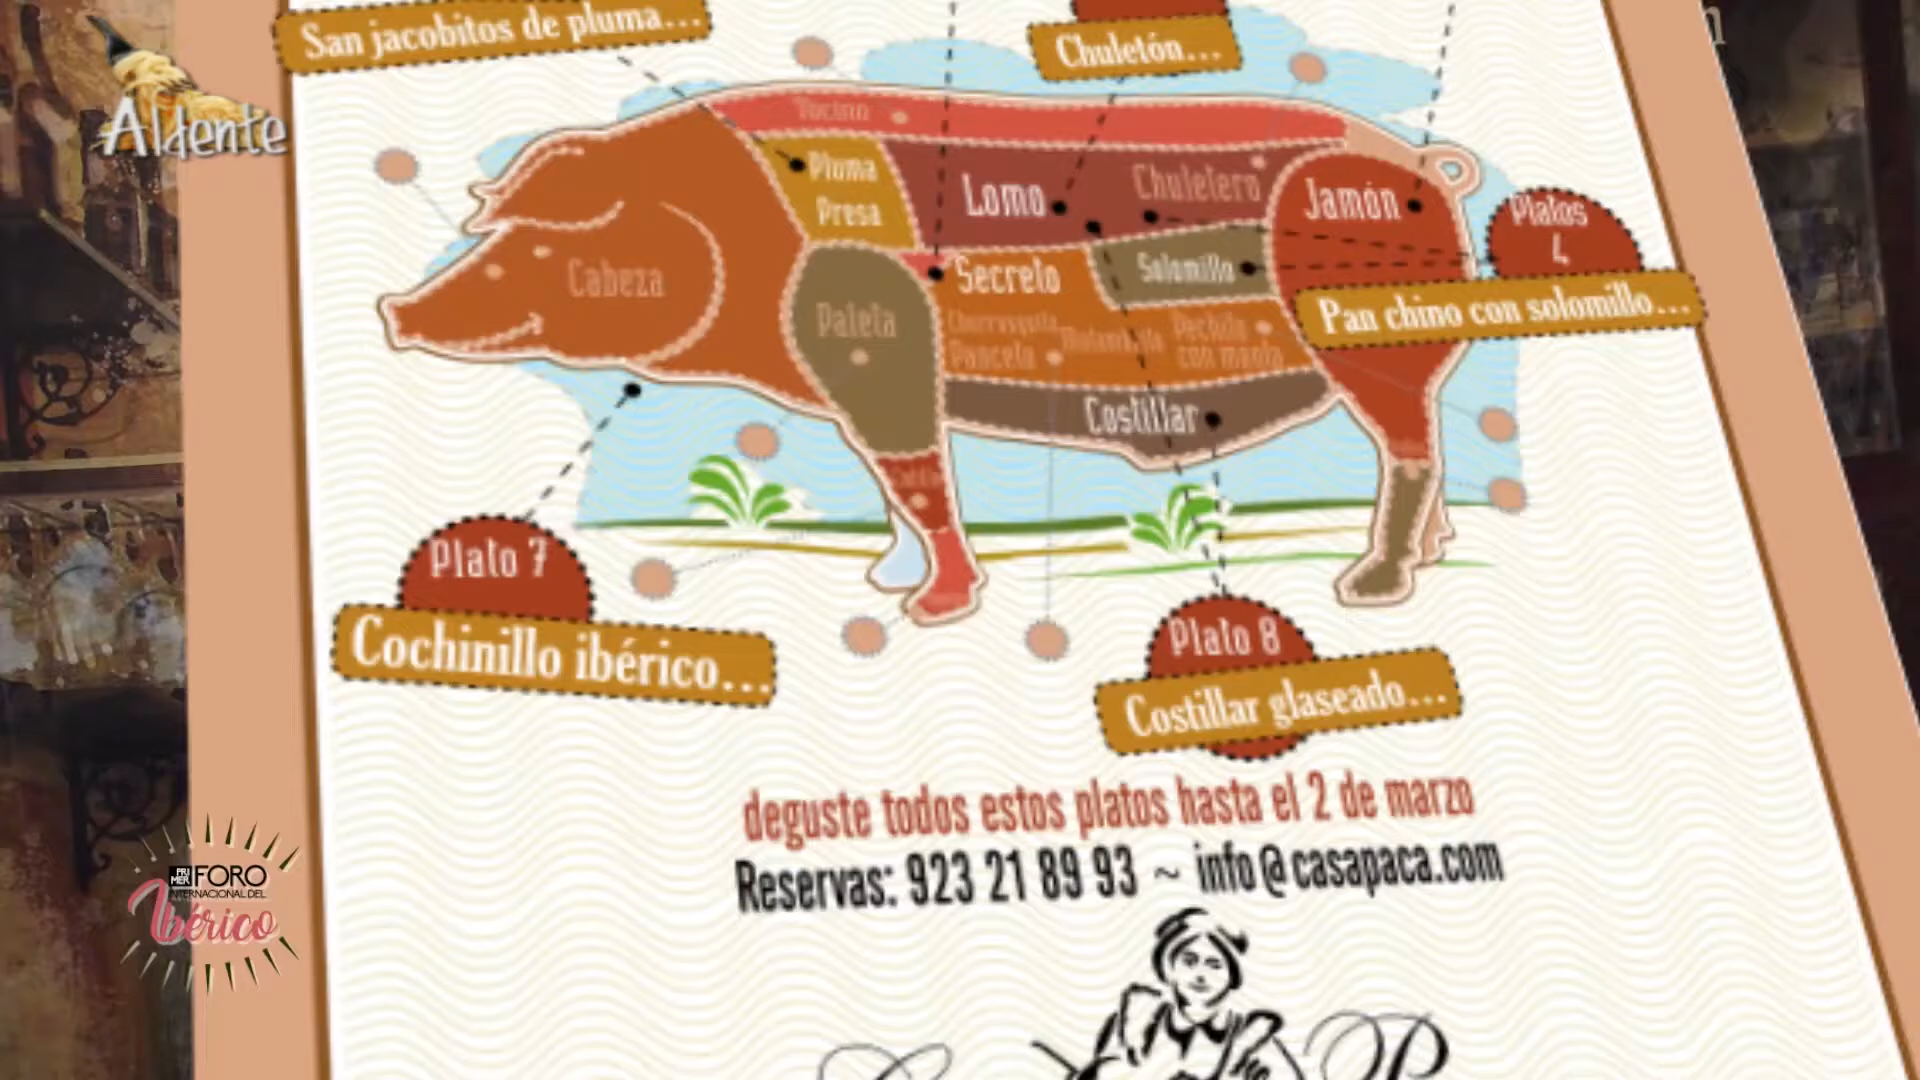 San jacobitos de pluma...
Chuletón...
Aldente
Tocino
Pluma
Presa
Lomo
Chuletero
Jamón
Platos
4
Cabeza
Paleta
Secreto
Solomillo
Pan chino con solomillo...
Panceta
Pechito
con manta
Costillar
Plato 7
Cochinillo ibérico...
Plato 8
Costillar glaseado...
deguste todos estos platos hasta el 2 de marzo
Reservas: 923 21 89 93 ~ info@casapaca.com
PRIMER FORO
INTERNACIONAL DEL
Ibérico
P